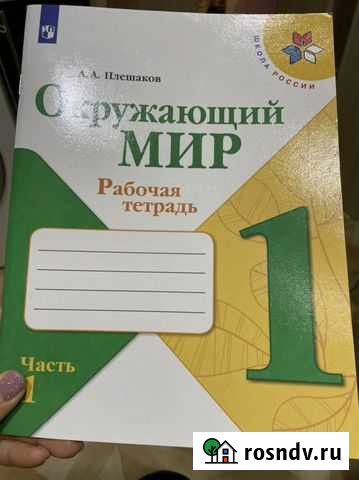 ШКОЛА РОССИИ
А. А. Плешаков
Окружающий
МИР
Рабочая
тетрадь
1
Часть
1
rosndv.ru